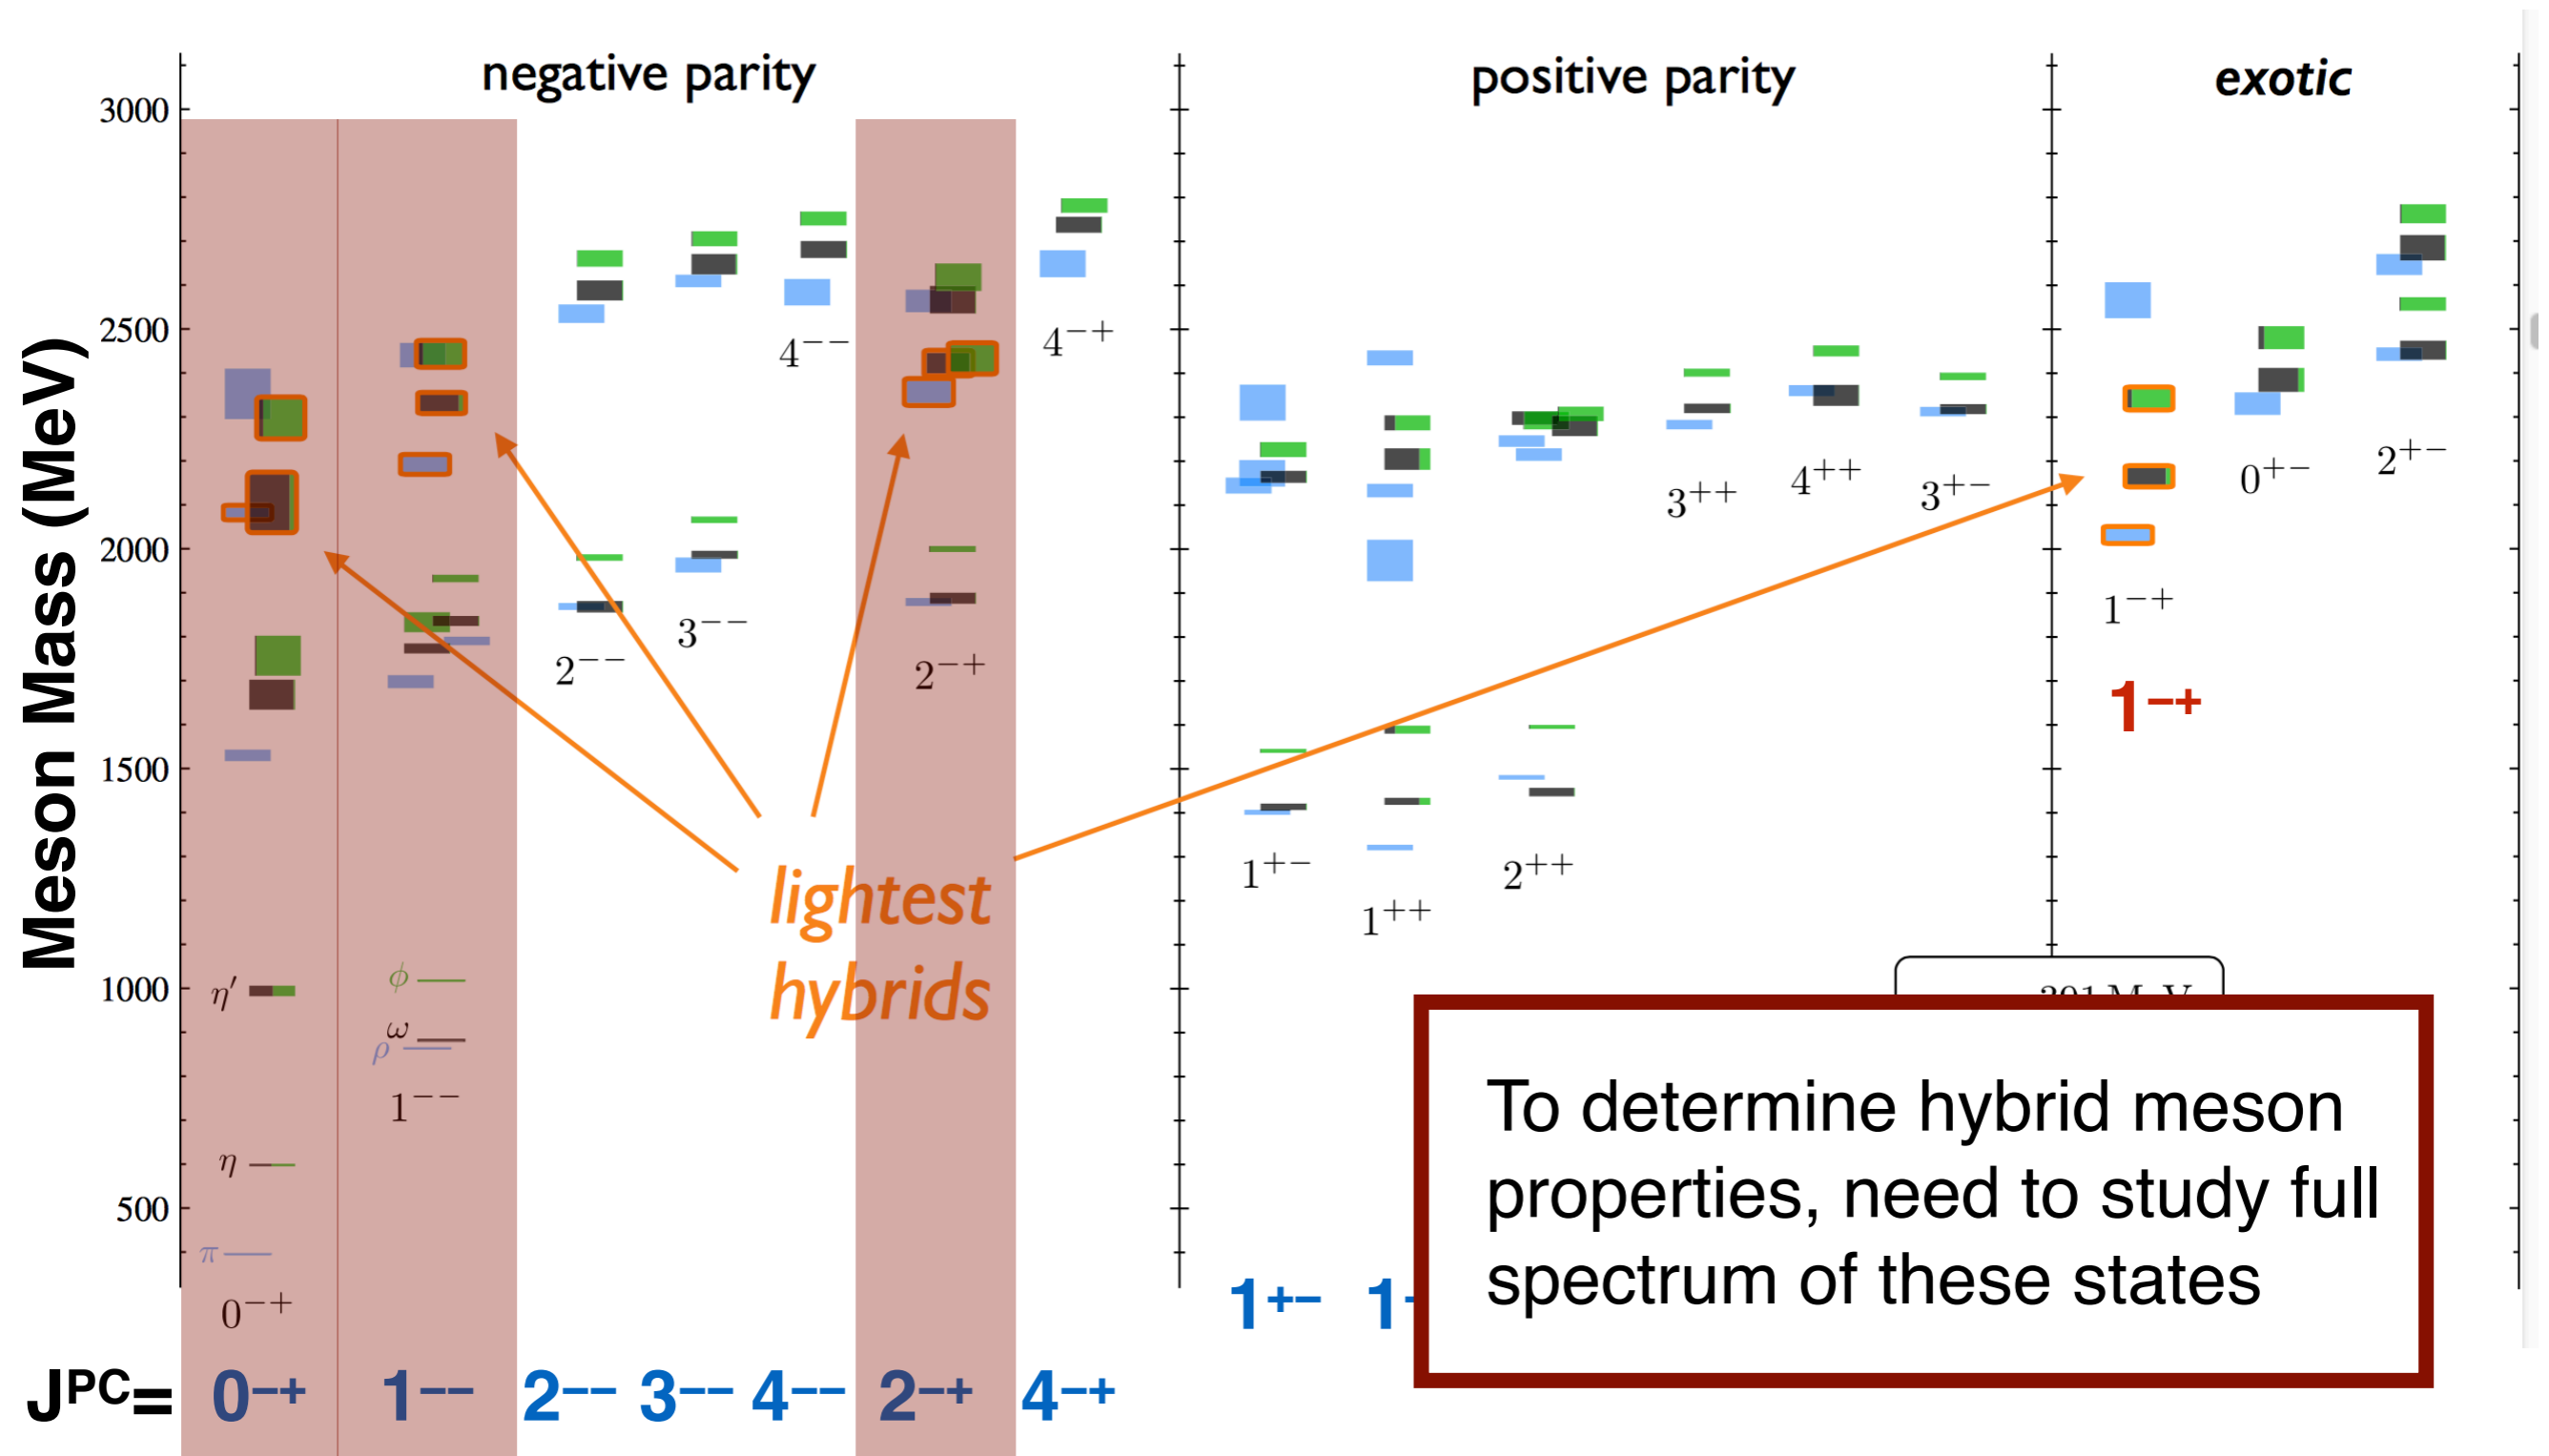 negative parity
positive parity
exotic
Meson Mass (MeV)
3000
2500
2000
1500
1000
500
4⁻⁻
4⁻⁺
3⁺⁺
4⁺⁺
3⁺⁻
0⁺⁻
2⁺⁻
1⁻⁺
2⁻⁻
3⁻⁻
2⁻⁺
1⁻⁺
1⁺⁻
1⁺⁺
2⁺⁺
lightest
hybrids
η′
ϕ
ω
ρ
1⁻⁻
η
π
0⁻⁺
To determine hybrid meson
properties, need to study full
spectrum of these states
1⁺⁻
Jᴾᶜ= 0⁻⁺ 1⁻⁻ 2⁻⁻ 3⁻⁻ 4⁻⁻ 2⁻⁺ 4⁻⁺